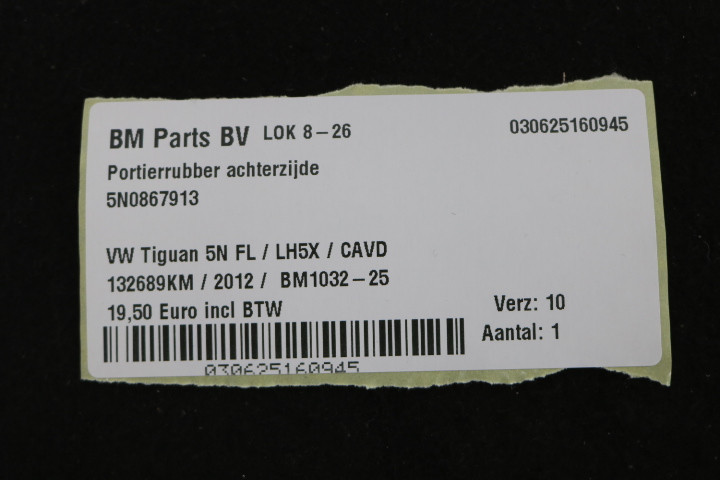 BM Parts BV LOK 8-26 030625160945
Portierrubber achterzijde
5N0867913
VW Tiguan 5N FL / LH5X / CAVD
132689KM / 2012 / BM1032-25
19,50 Euro incl BTW Verz: 10
Aantal: 1
030625160945